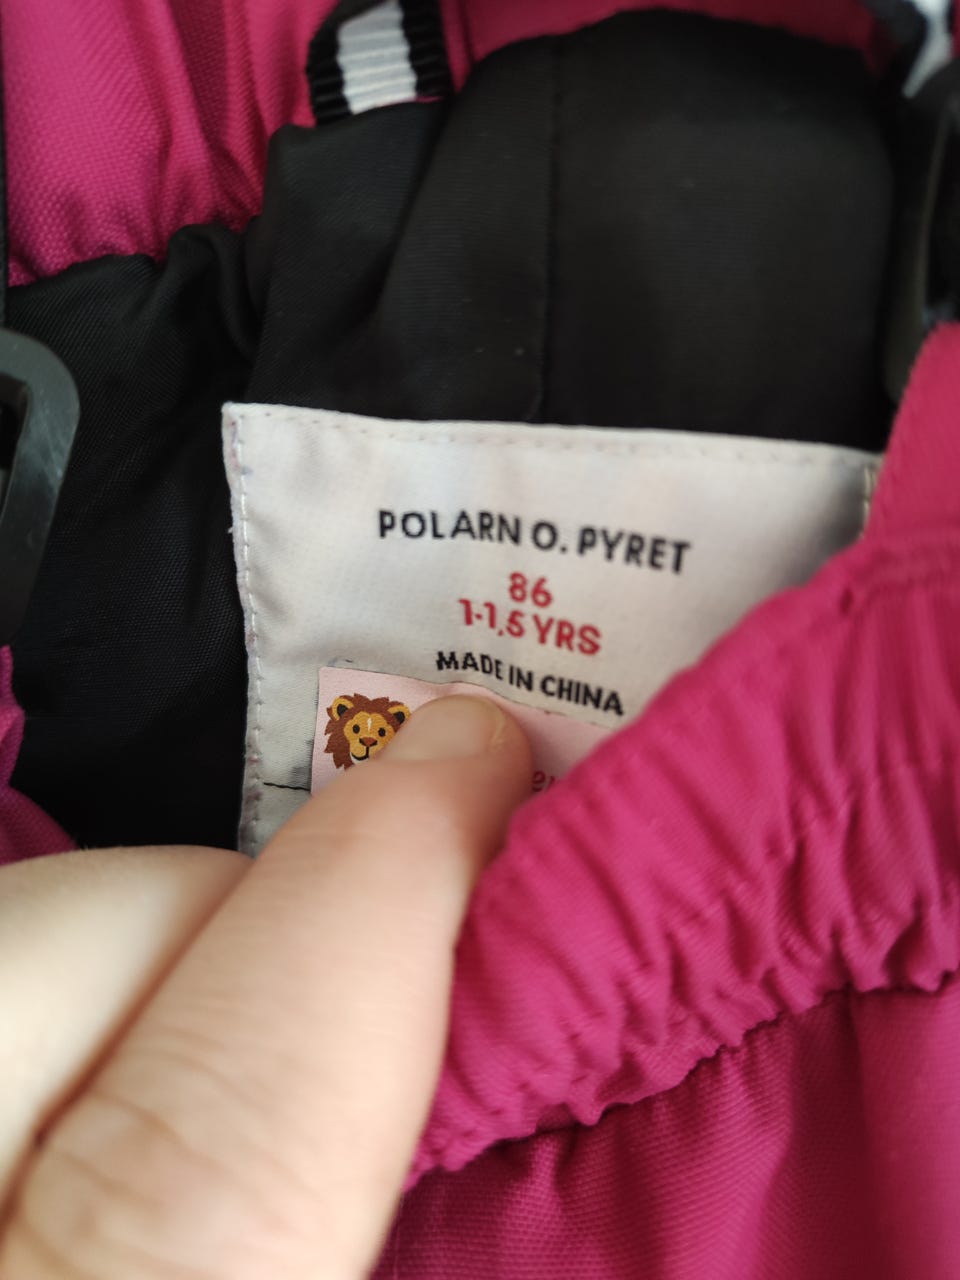 POLARN O. PYRET
86
1-1,5 YRS
MADE IN CHINA